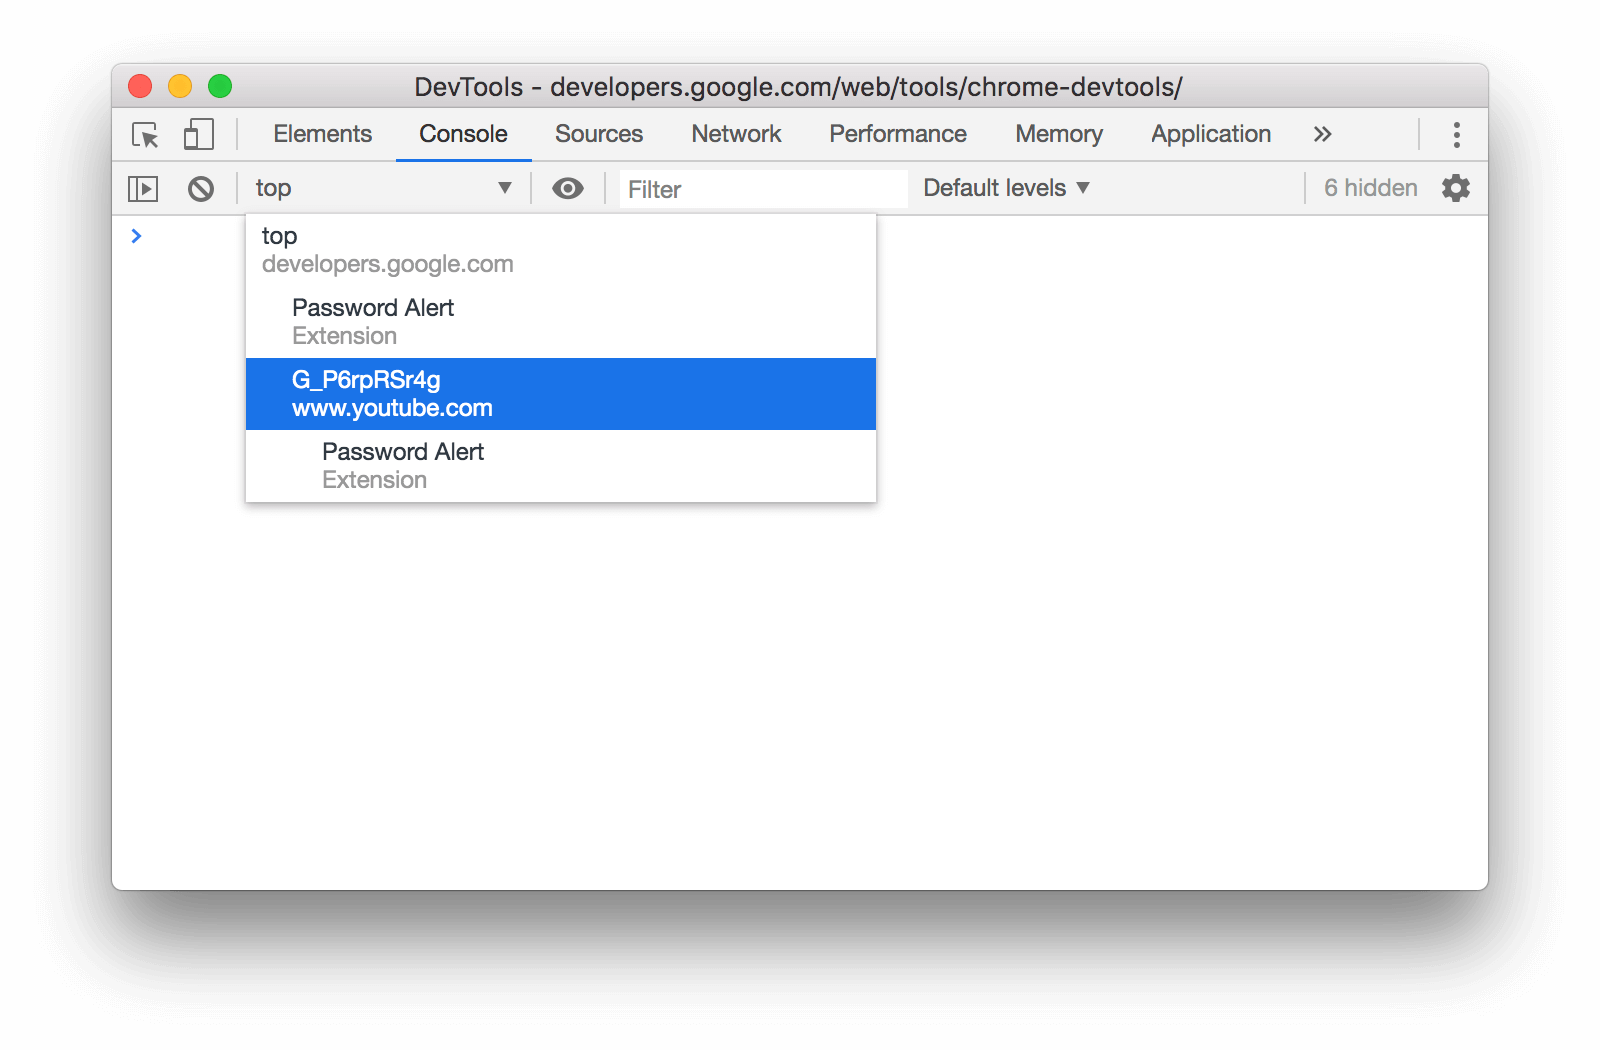 DevTools - developers.google.com/web/tools/chrome-devtools/
Elements Console Sources Network Performance Memory Application
top Filter Default levels 6 hidden
top
developers.google.com
Password Alert
Extension
G_P6rpRSr4g
www.youtube.com
Password Alert
Extension